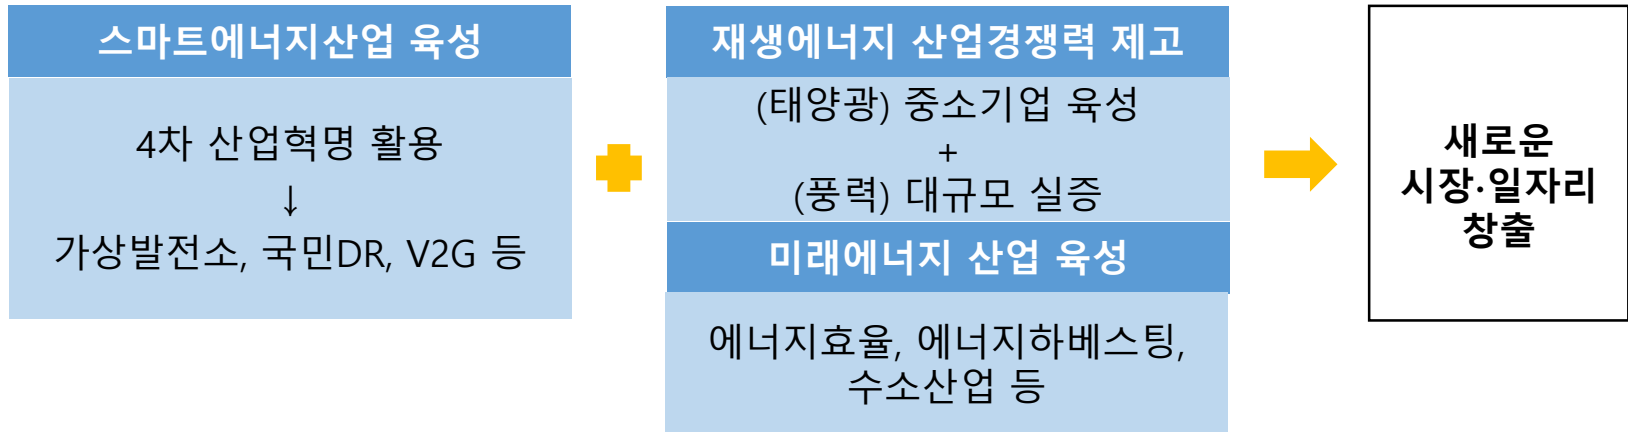 스마트에너지산업 육성
4차 산업혁명 활용
↓
가상발전소, 국민DR, V2G 등
재생에너지 산업경쟁력 제고
(태양광) 중소기업 육성
+
(풍력) 대규모 실증
미래에너지 산업 육성
에너지효율, 에너지하베스팅,
수소산업 등
새로운
시장·일자리
창출